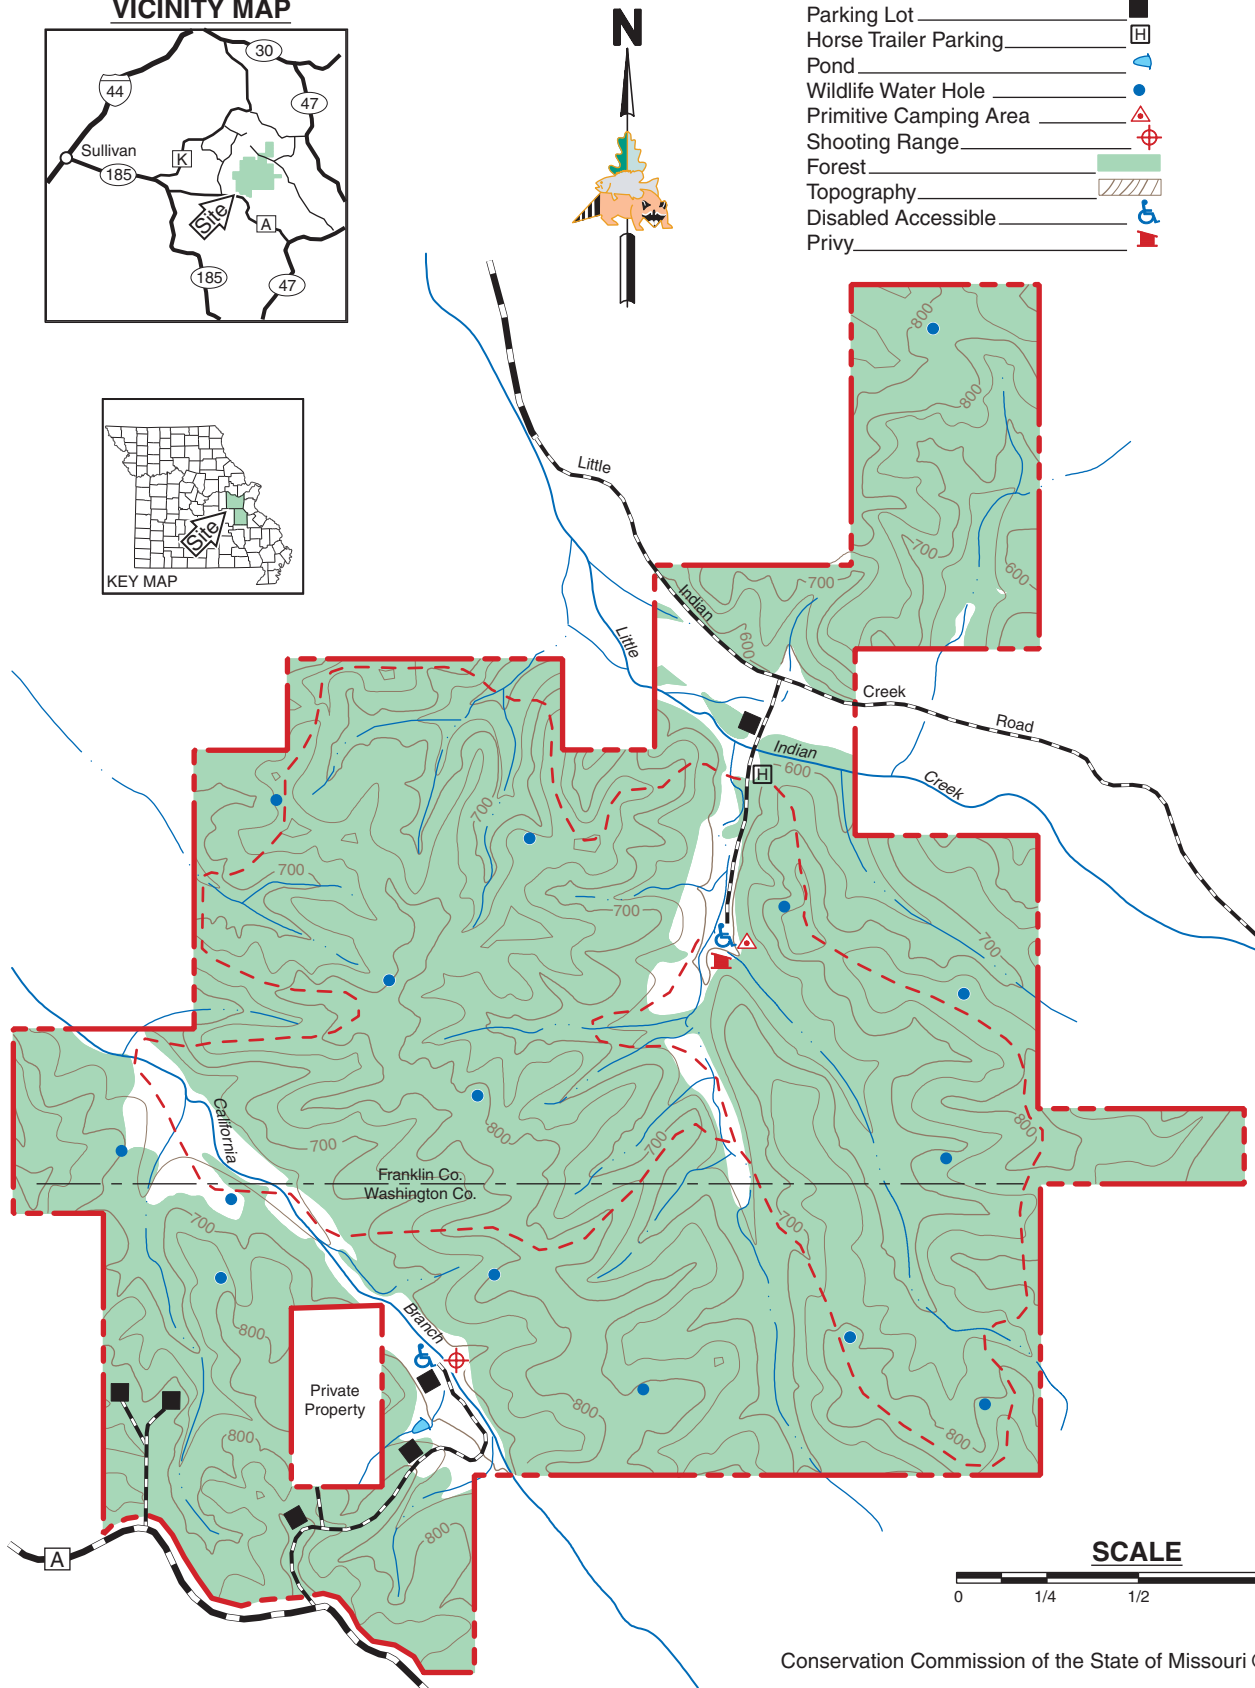 VICINITY MAP
30
44
47
Sullivan
K
185
Site
A
185
47
N
Parking Lot
Horse Trailer Parking
H
Pond
Wildlife Water Hole
Primitive Camping Area
Shooting Range
Forest
Topography
Disabled Accessible
Privy
Site
KEY MAP
800
800
Little
700
600
700
Indian
600
Little
Creek
Road
Indian
600
H
Creek
700
700
700
700
California
800
700
700
800
Franklin Co.
Washington Co.
700
700
800
Branch
Private
Property
800
800
800
800
A
SCALE
0 1/4 1/2
Conservation Commission of the State of Missouri ©